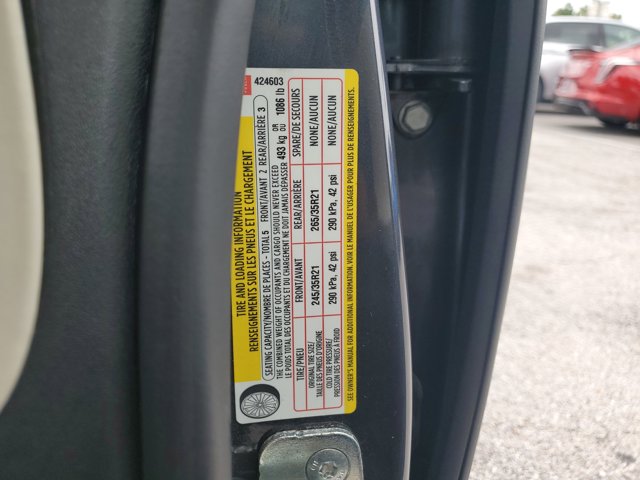 424603
TIRE AND LOADING INFORMATION
RENSEIGNEMENTS SUR LES PNEUS ET LE CHARGEMENT
SEATING CAPACITY/NOMBRE DE PLACES - TOTAL 5 FRONT/AVANT 2 REAR/ARRIÈRE 3
THE COMBINED WEIGHT OF OCCUPANTS AND CARGO SHOULD NEVER EXCEED
LE POIDS TOTAL DES OCCUPANTS ET DU CHARGEMENT NE DOIT JAMAIS DÉPASSER 493 kg OR OU 1086 lb
TIRE/PNEU FRONT/AVANT REAR/ARRIÈRE SPARE/DE SECOURS
ORIGINAL TIRE SIZE/ 245/35R21 265/35R21 NONE/AUCUN
TAILLE DES PNEUS D'ORIGINE
COLD TIRE PRESSURE/ 290 kPa, 42 psi 290 kPa, 42 psi NONE/AUCUN
PRESSION DES PNEUS À FROID
SEE OWNER'S MANUAL FOR ADDITIONAL INFORMATION. VOIR LE MANUEL DE L'USAGER POUR PLUS DE RENSEIGNEMENTS.